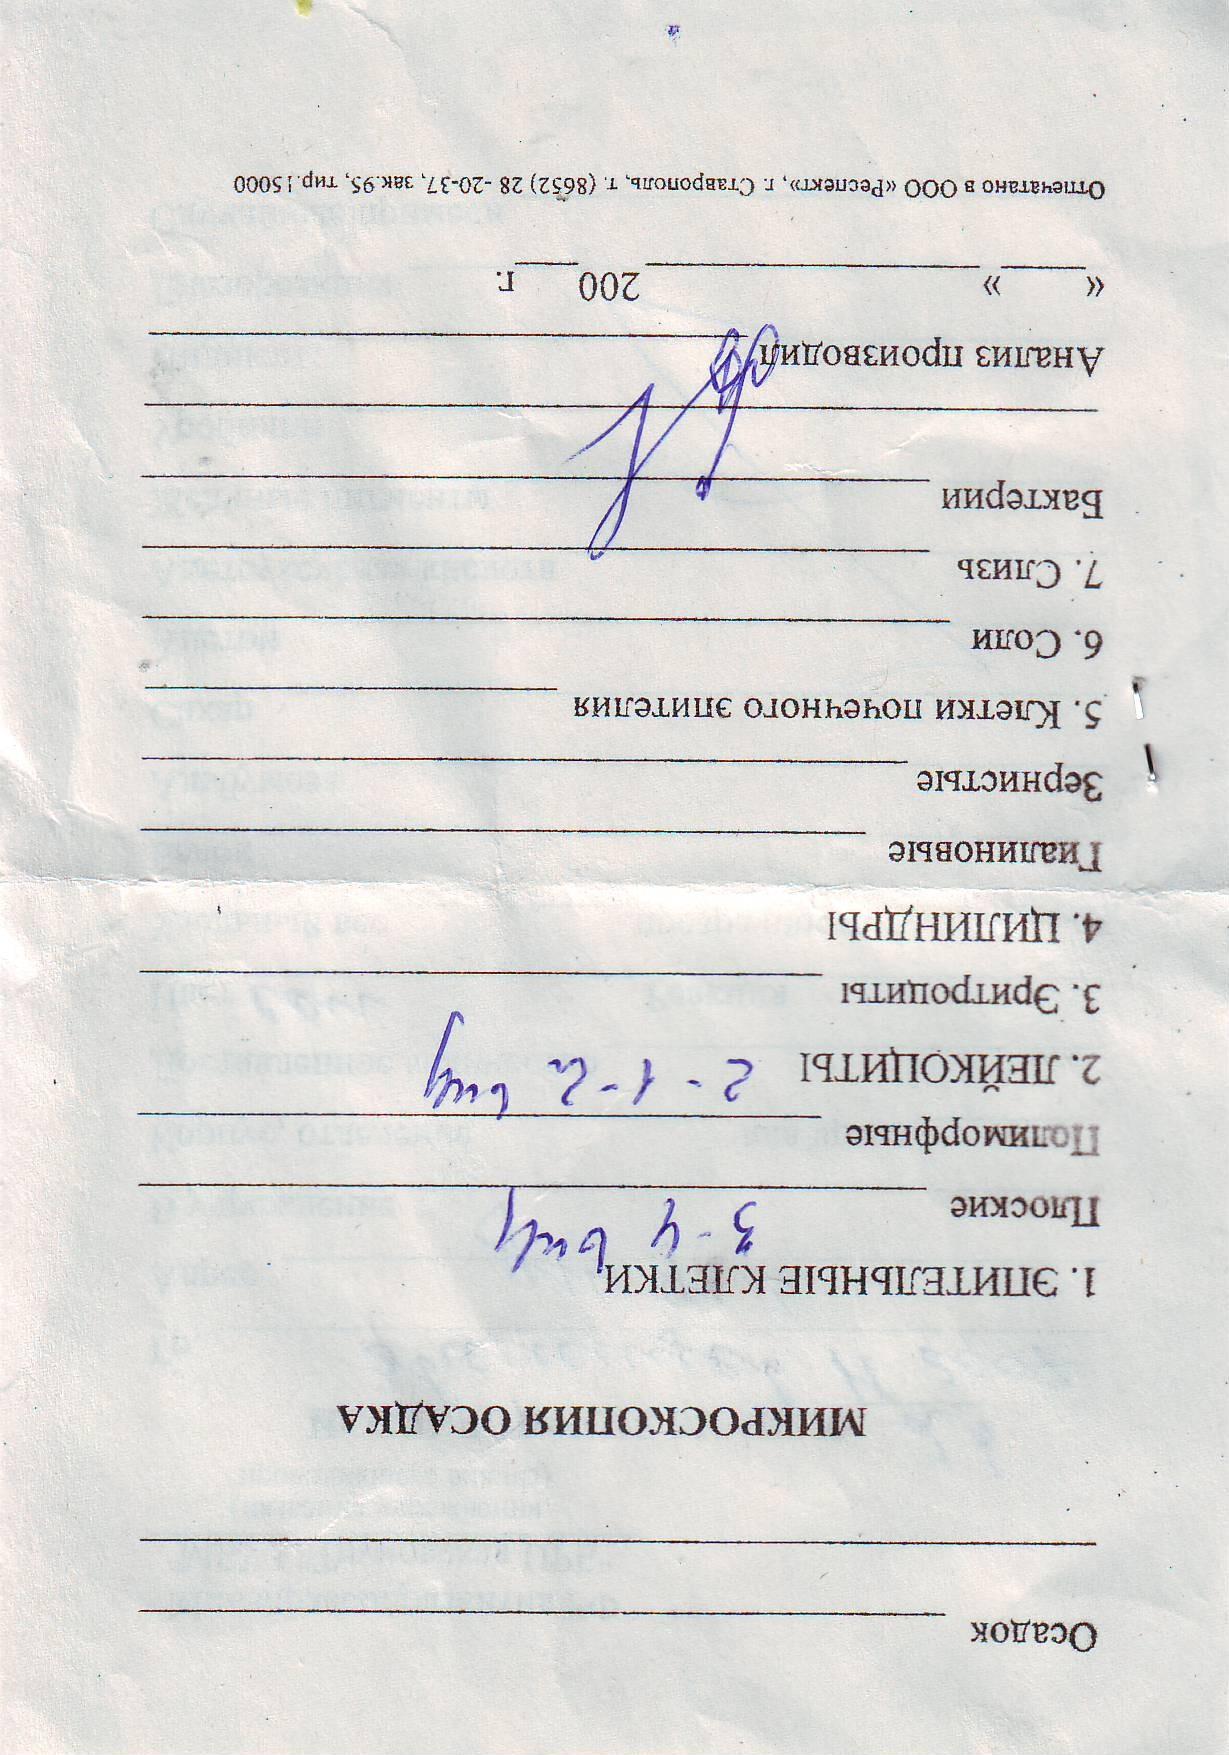 Осадок
МИКРОСКОПИЯ ОСАДКА
1. ЭПИТЕЛЬНЫЕ КЛЕТКИ
Плоские 3-4 в п/з
Полиморфные
2. ЛЕЙКОЦИТЫ 2 - 1 - 2 в п/з
3. Эритроциты
4. ЦИЛИНДРЫ
Гиалиновые
Зернистые
5. Клетки почечного эпителия
6. Соли
7. Слизь
Бактерии
Анализ производил
« » 200 г.
Отпечатано в ООО «Респект», г. Ставрополь, т. (8652) 28 -20-37, зак.95, тир.15000